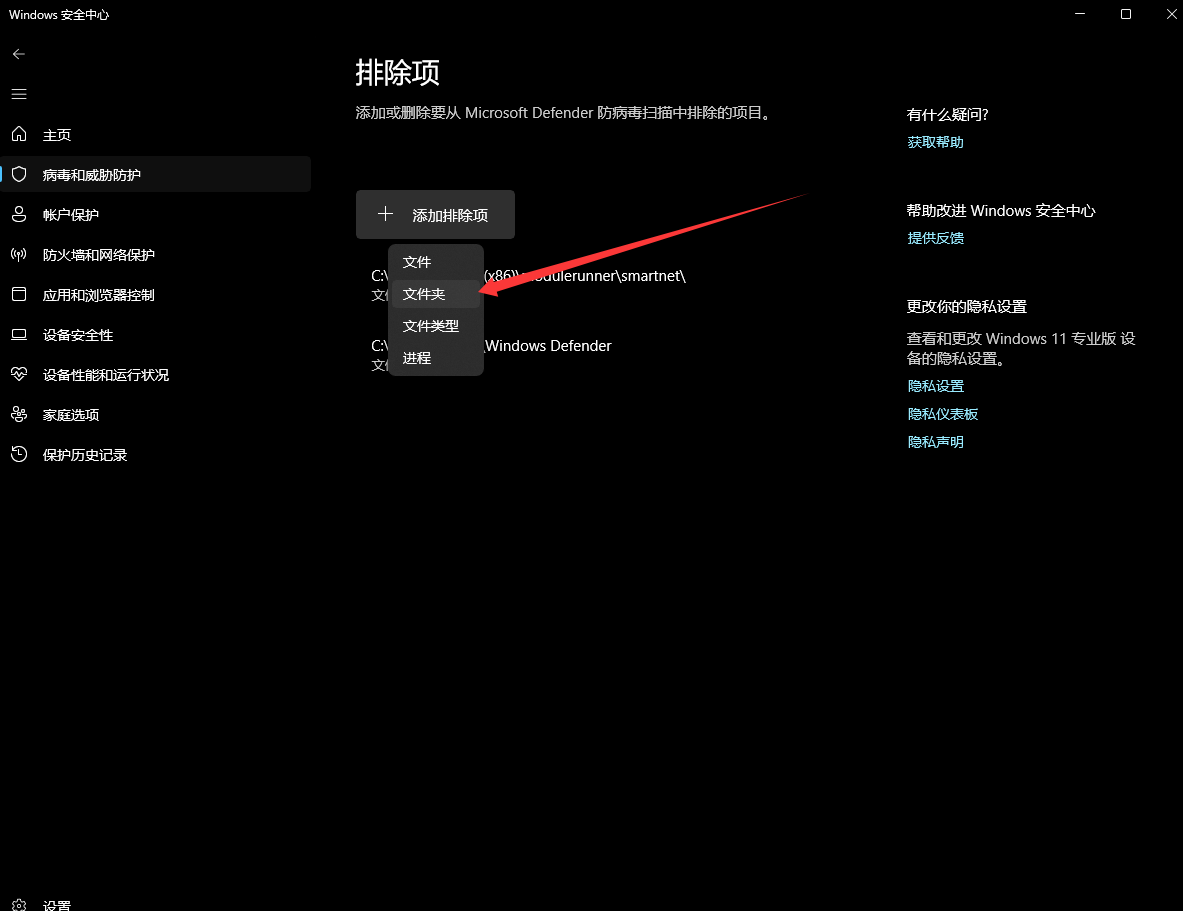 Windows 安全中心
主页
病毒和威胁防护
帐户保护
防火墙和网络保护
应用和浏览器控制
设备安全性
设备性能和运行状况
家庭选项
保护历史记录
设置
排除项
添加或删除要从 Microsoft Defender 防病毒扫描中排除的项目。
添加排除项
文件
文件夹
文件类型
进程
C:\ (x86)\modulerunner\smartnet\
文件
C:\ \Windows Defender
文件
有什么疑问?
获取帮助
帮助改进 Windows 安全中心
提供反馈
更改你的隐私设置
查看和更改 Windows 11 专业版 设
备的隐私设置。
隐私设置
隐私仪表板
隐私声明